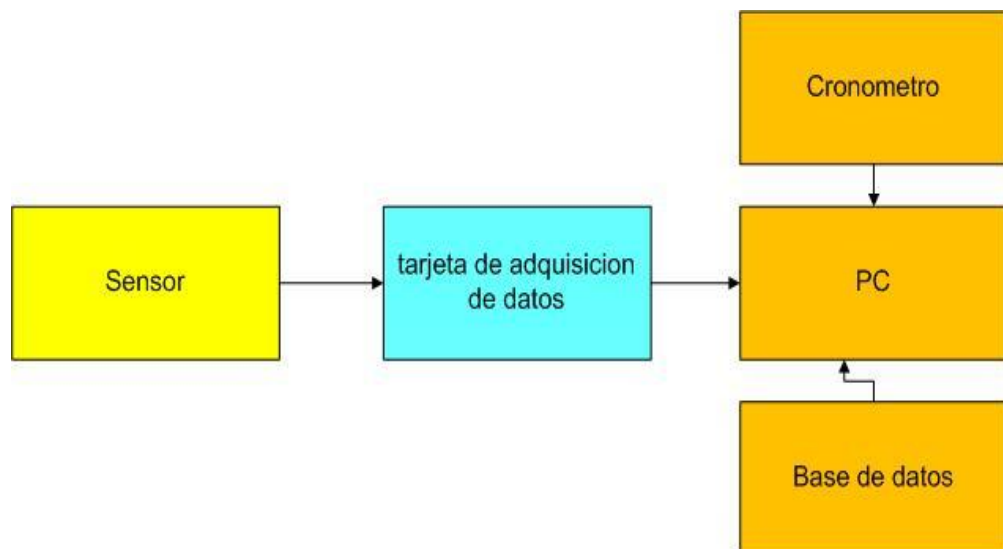 Cronometro
Sensor
tarjeta de adquisicion
de datos
PC
Base de datos